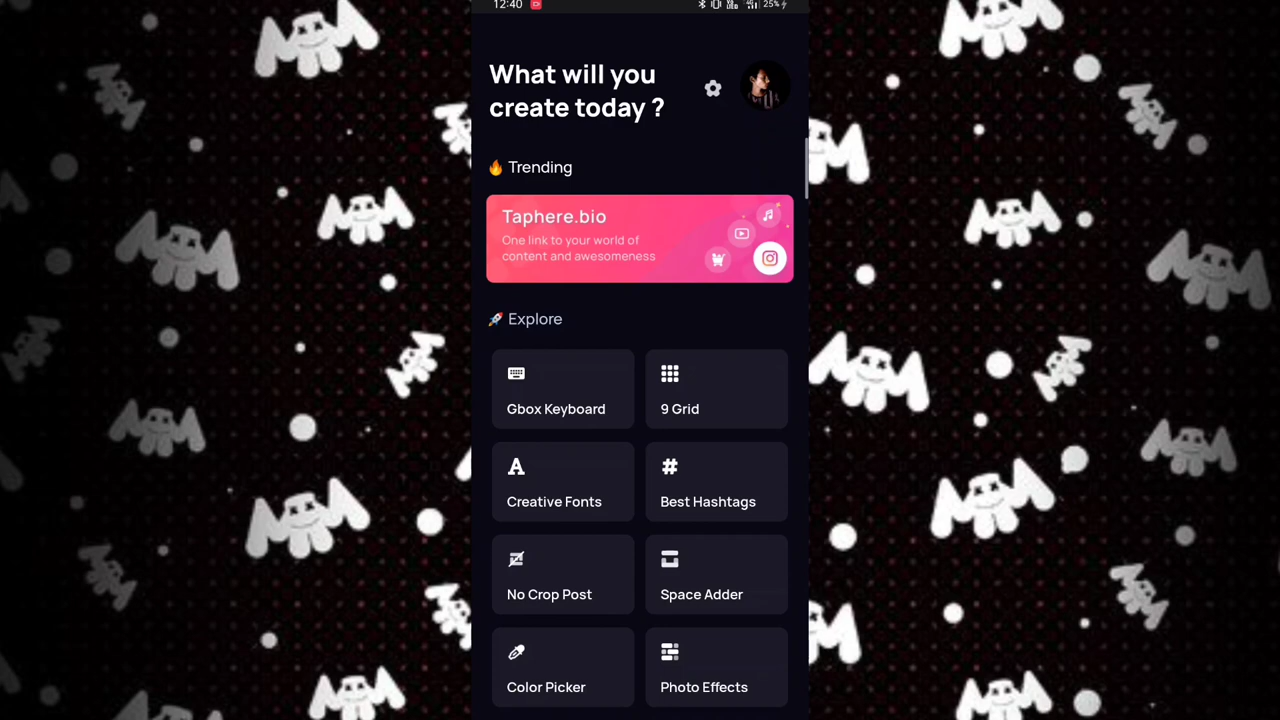 12:40
25%
What will you
create today ?
🔥 Trending
Taphere.bio
One link to your world of
content and awesomeness
🚀 Explore
Gbox Keyboard
9 Grid
Creative Fonts
Best Hashtags
No Crop Post
Space Adder
Color Picker
Photo Effects